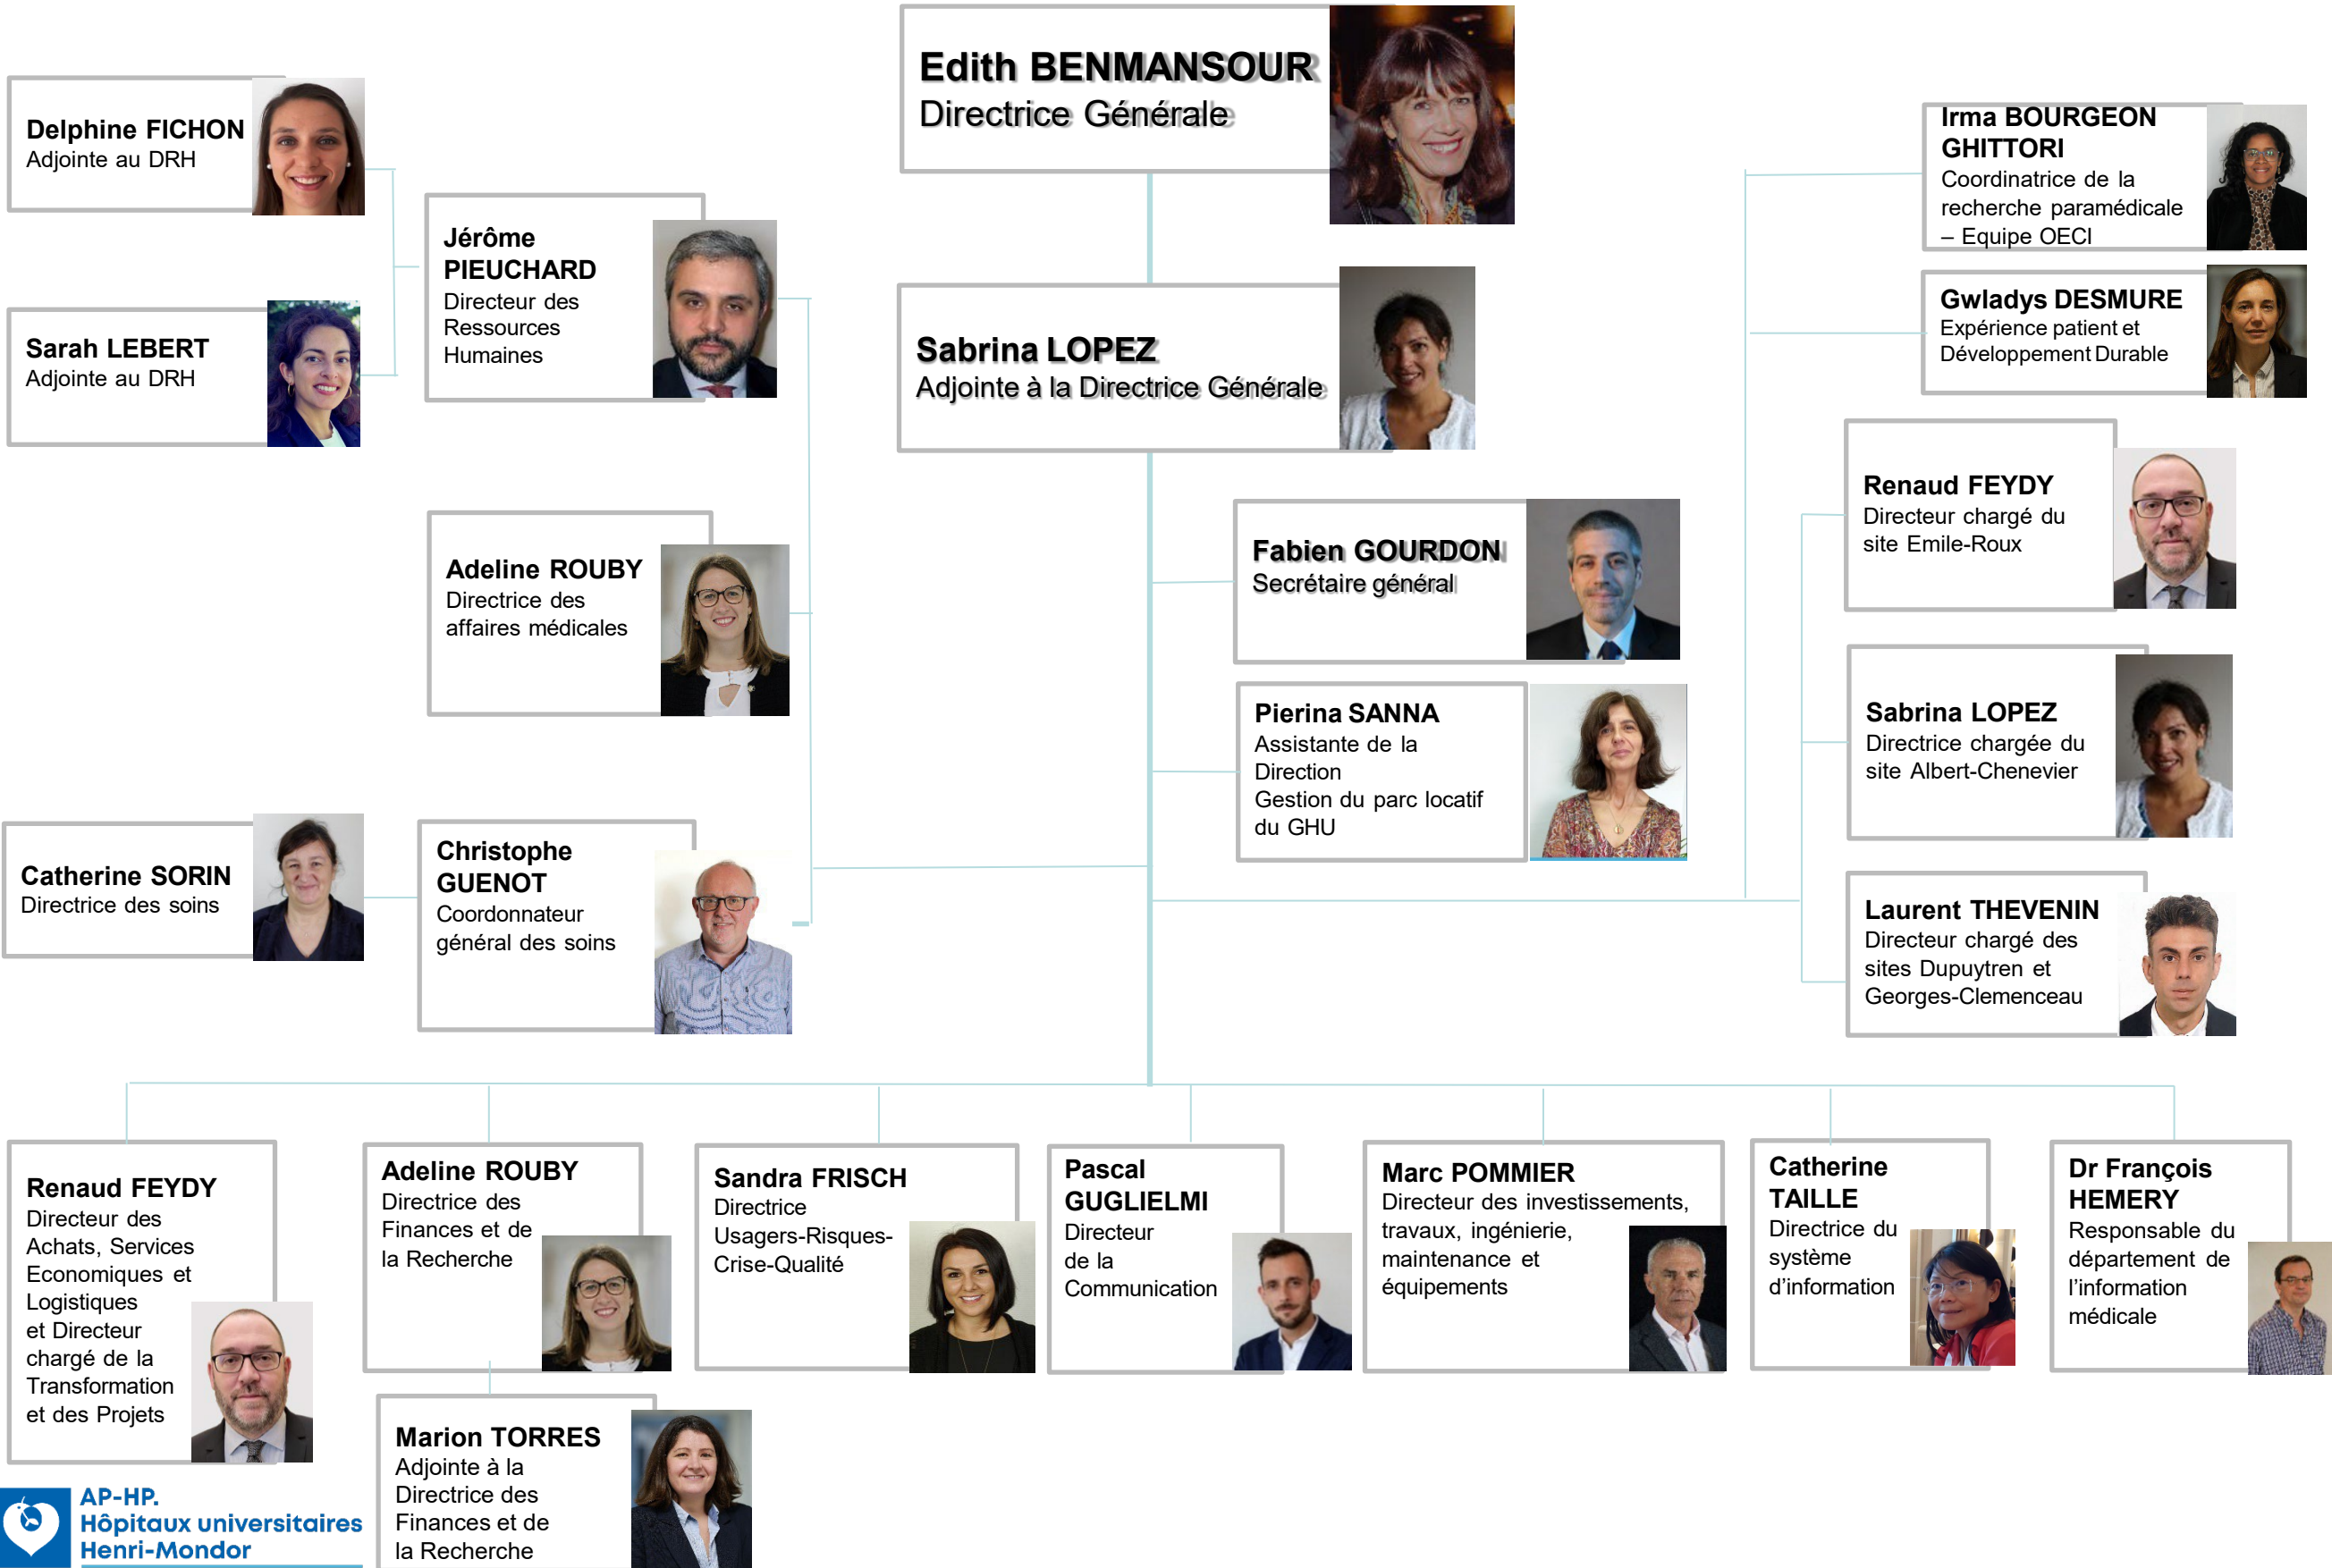 Edith BENMANSOUR
Directrice Générale
Delphine FICHON
Adjointe au DRH
Irma BOURGEON
GHITTORI
Coordinatrice de la
recherche paramédicale
– Equipe OECI
Jérôme
PIEUCHARD
Directeur des
Ressources
Humaines
Sarah LEBERT
Adjointe au DRH
Sabrina LOPEZ
Adjointe à la Directrice Générale
Gwladys DESMURE
Expérience patient et
Développement Durable
Renaud FEYDY
Directeur chargé du
site Emile-Roux
Adeline ROUBY
Directrice des
affaires médicales
Fabien GOURDON
Secrétaire général
Pierina SANNA
Assistante de la
Direction
Gestion du parc locatif
du GHU
Sabrina LOPEZ
Directrice chargée du
site Albert-Chenevier
Catherine SORIN
Directrice des soins
Christophe
GUENOT
Coordonnateur
général des soins
Laurent THEVENIN
Directeur chargé des
sites Dupuytren et
Georges-Clemenceau
Renaud FEYDY
Directeur des
Achats, Services
Economiques et
Logistiques
et Directeur
chargé de la
Transformation
et des Projets
Adeline ROUBY
Directrice des
Finances et de
la Recherche
Sandra FRISCH
Directrice
Usagers-Risques-
Crise-Qualité
Pascal
GUGLIELMI
Directeur
de la
Communication
Marc POMMIER
Directeur des investissements,
travaux, ingénierie,
maintenance et
équipements
Catherine
TAILLE
Directrice du
système
d'information
Dr François
HEMERY
Responsable du
département de
l'information
médicale
Marion TORRES
Adjointe à la
Directrice des
Finances et de
la Recherche
AP-HP.
Hôpitaux universitaires
Henri-Mondor